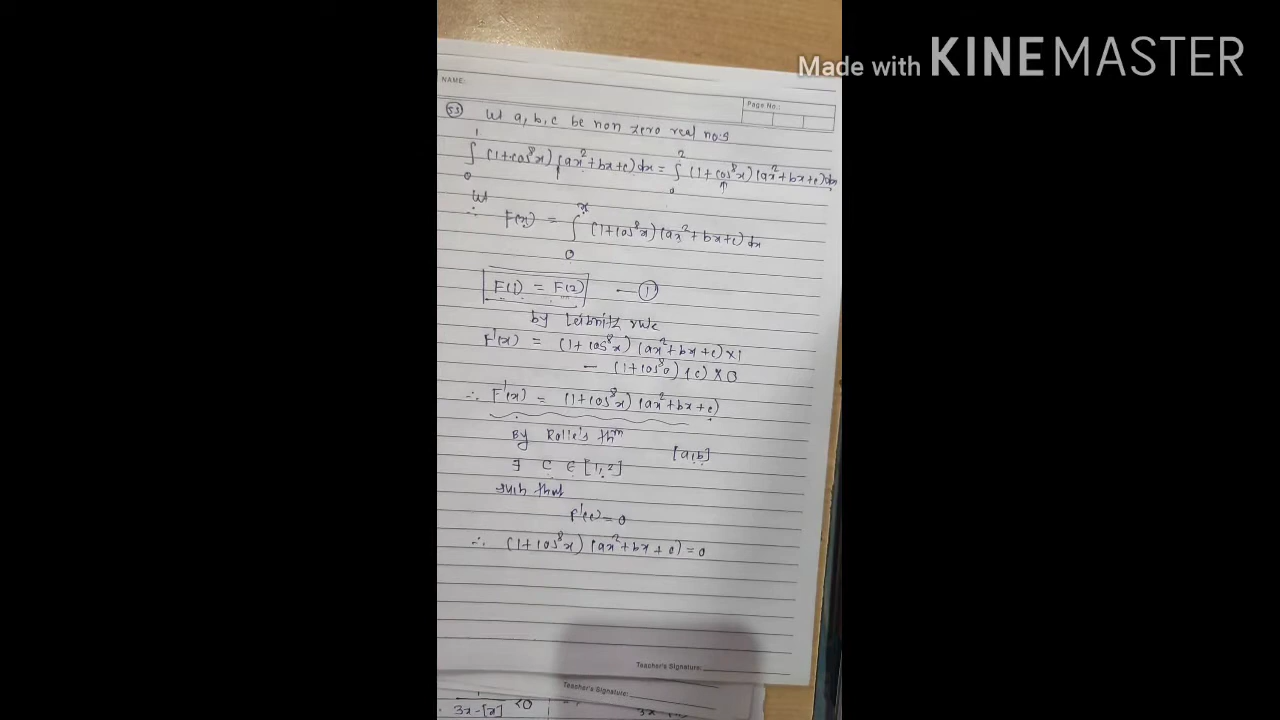 Made with KINEMASTER
NAME:
Page No.:
53 Let a, b, c be non zero real no.s
∫₀¹ (1+cos⁸x) (ax²+bx+c) dx = ∫₀² (1+cos⁸x) (ax²+bx+c) dx
Let
∴ F(x) = ∫₀ˣ (1+cos⁸x) (ax²+bx+c) dx
F(1) = F(2) — ①
by Leibnitz rule
F'(x) = (1+cos⁸x) (ax²+bx+c) x1
− (1+cos⁸0) (c) x 0
∴ F'(x) = (1+cos⁸x) (ax²+bx+c)
By Rolle's thm
[a,b]
∃ c ∈ [1,2]
such that
F'(c) = 0
∴ (1+cos⁸x) (ax²+bx+c) = 0
Teacher's Signature:
Teacher's Signature:
3x-[x] <0